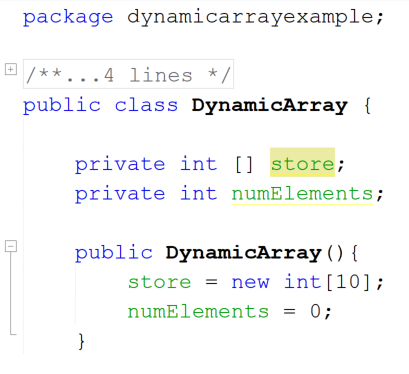 package dynamicarrayexample;
/**...4 lines */
public class DynamicArray {
private int [] store;
private int numElements;
public DynamicArray(){
store = new int[10];
numElements = 0;
}